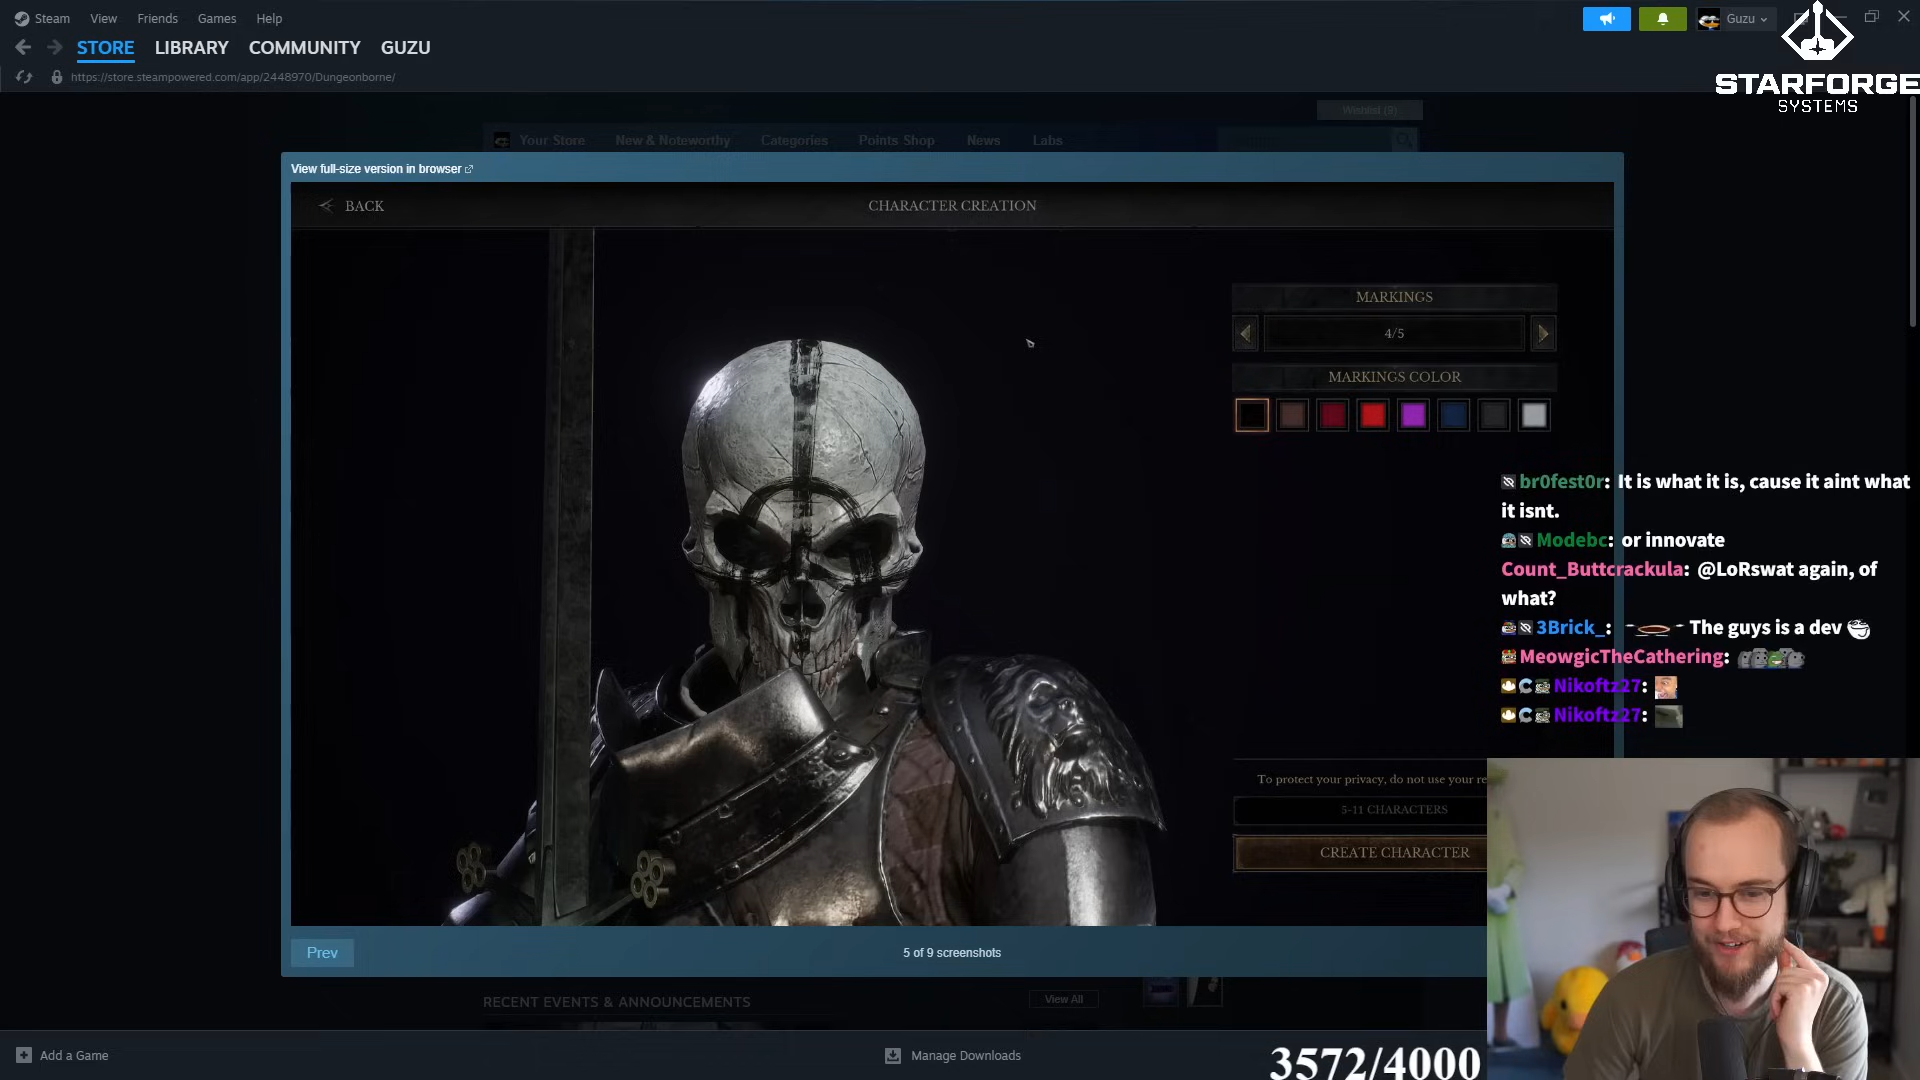 Steam View Friends Games Help
Guzu
STORE LIBRARY COMMUNITY GUZU
https://store.steampowered.com/app/2448970/Dungeonborne/
STARFORGE
SYSTEMS
Wishlist (9)
Your Store New & Noteworthy Categories Points Shop News Labs
View full-size version in browser
BACK
CHARACTER CREATION
MARKINGS
4/5
MARKINGS COLOR
br0fest0r: It is what it is, cause it aint what
it isnt.
Modebc: or innovate
Count_Buttcrackula: @LoRswat again, of
what?
3Brick_: The guys is a dev
MeowgicTheCathering:
Nikoftz27:
Nikoftz27:
To protect your privacy, do not use your re
5-11 CHARACTERS
CREATE CHARACTER
Prev
5 of 9 screenshots
RECENT EVENTS & ANNOUNCEMENTS
View All
Add a Game
Manage Downloads
3572/4000